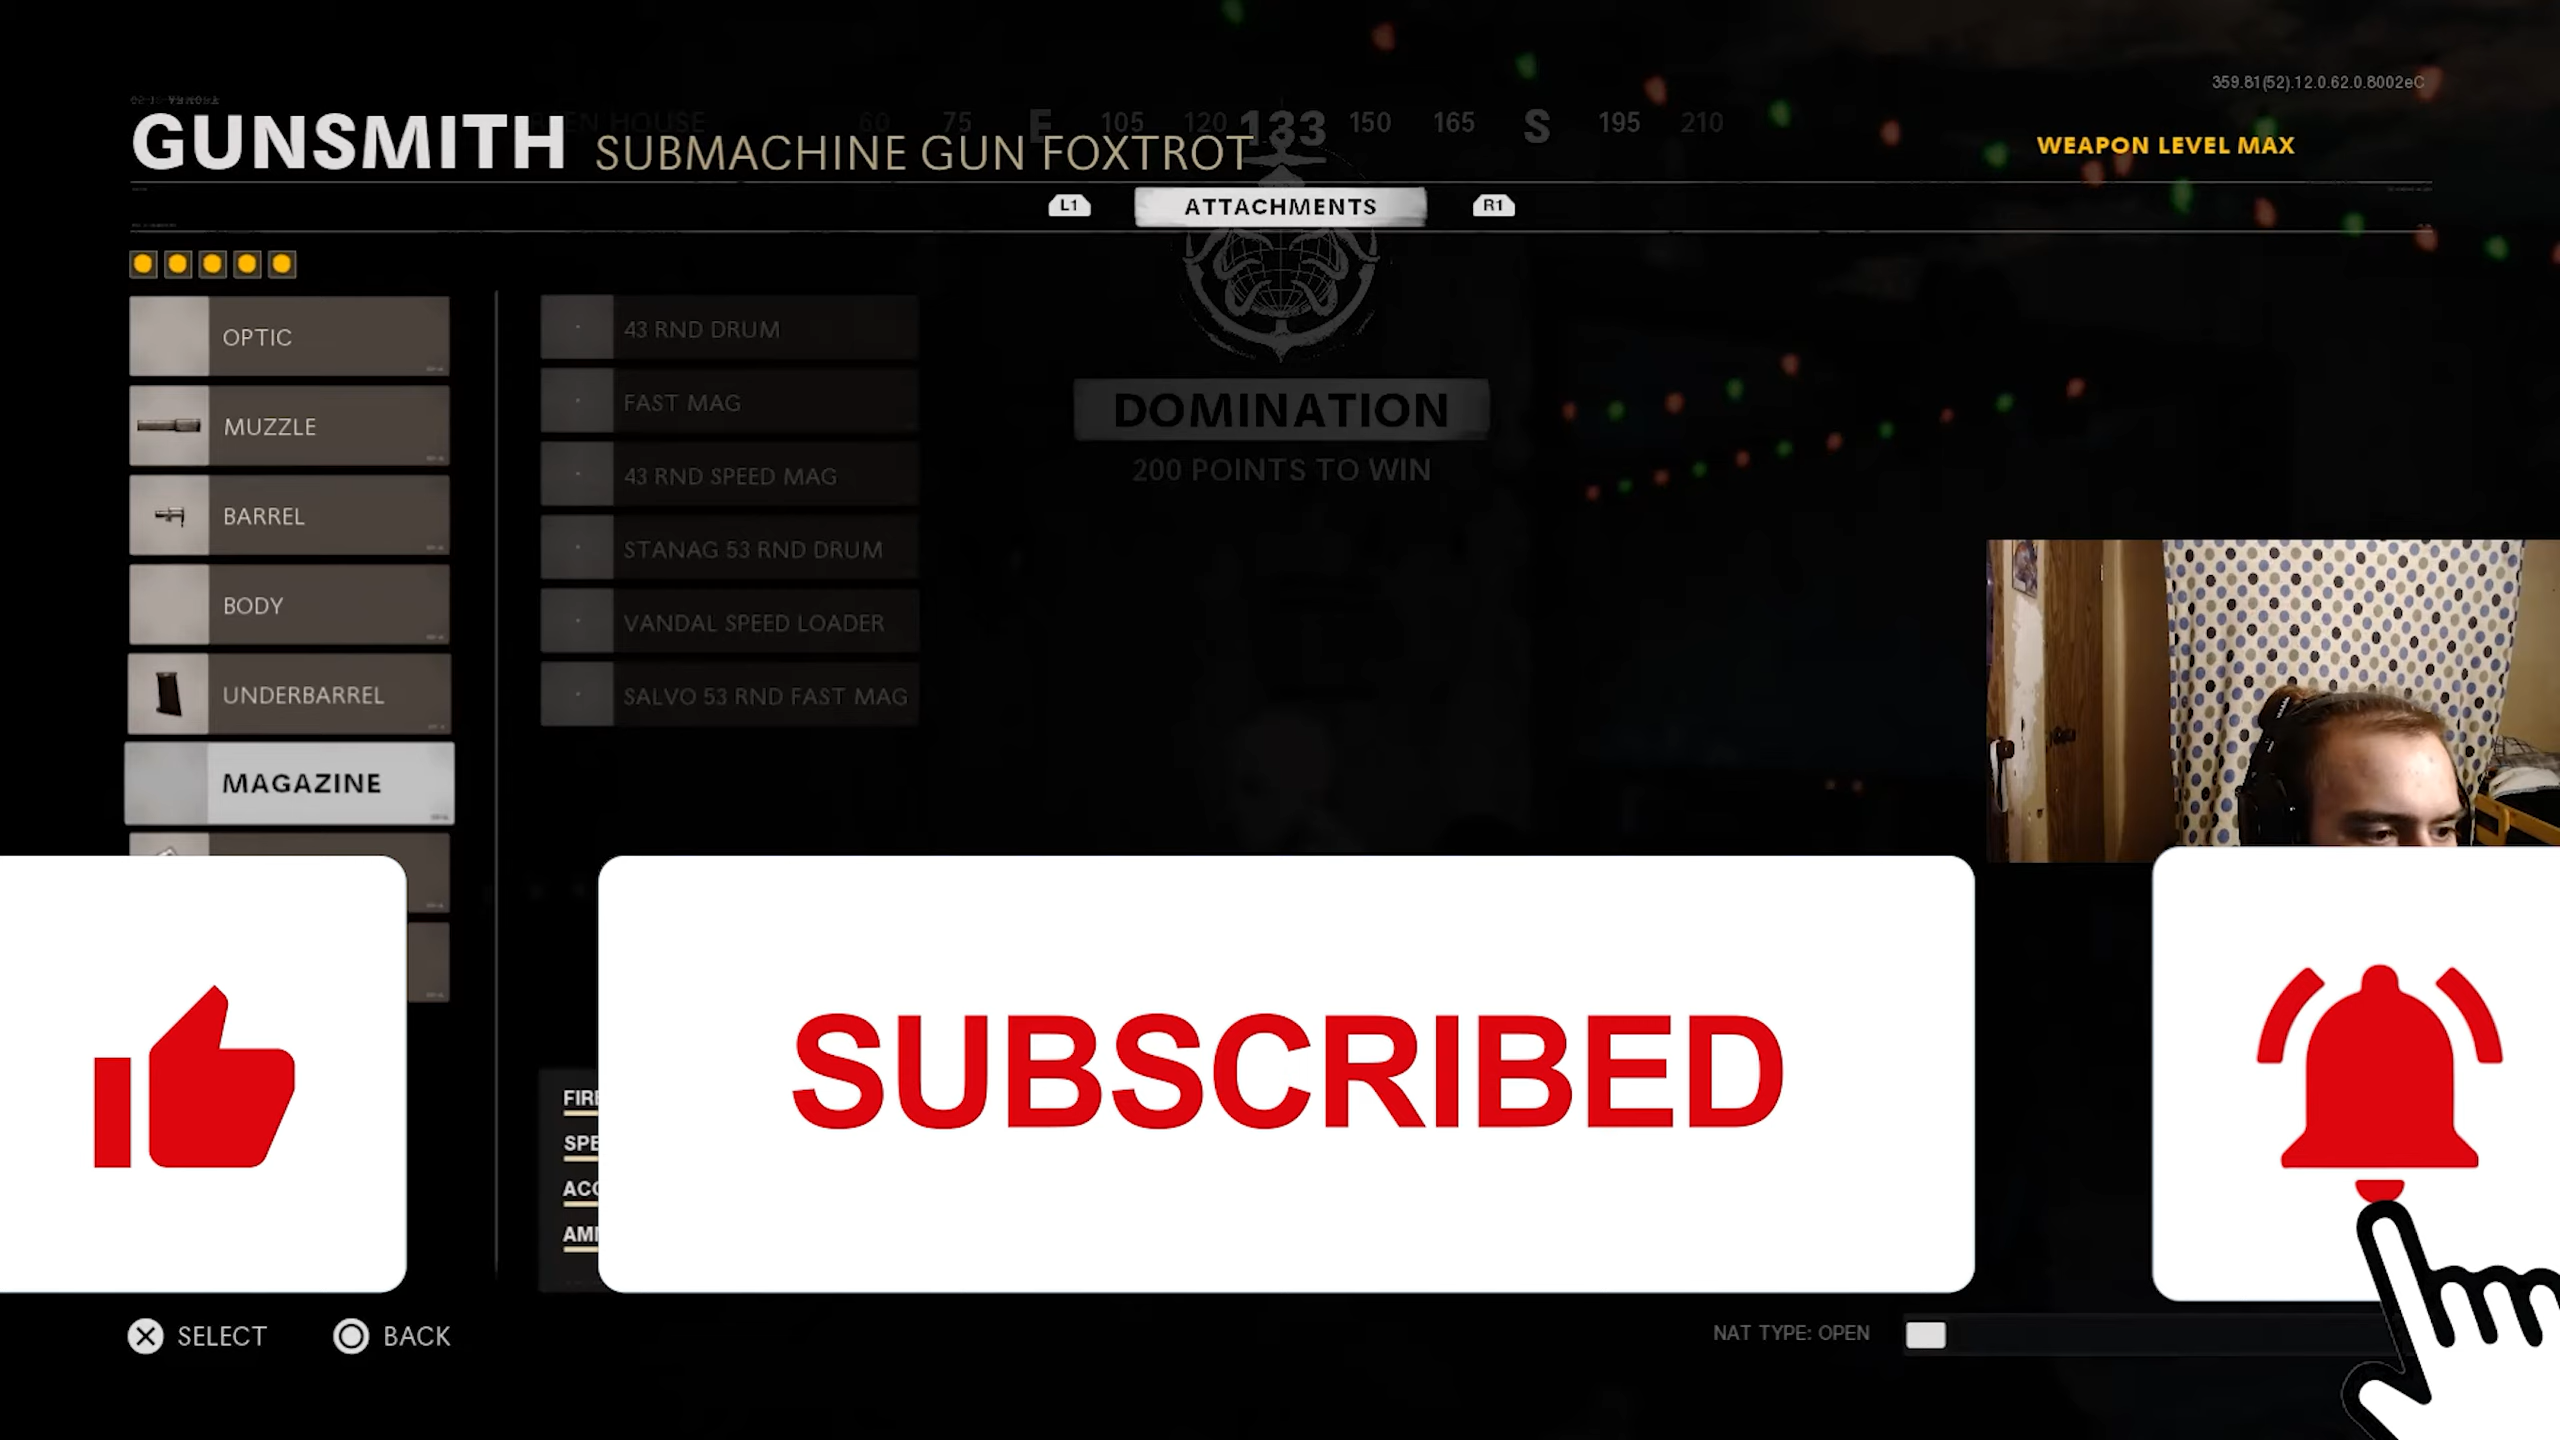 359.81(52).12.0.62.0.8002eC
60 75 E 105 120 133 150 165 S 195 210
GUNSMITH SUBMACHINE GUN FOXTROT
WEAPON LEVEL MAX
L1 ATTACHMENTS R1
OPTIC
MUZZLE
BARREL
BODY
UNDERBARREL
MAGAZINE
43 RND DRUM
FAST MAG
43 RND SPEED MAG
STANAG 53 RND DRUM
VANDAL SPEED LOADER
SALVO 53 RND FAST MAG
DOMINATION
200 POINTS TO WIN
SUBSCRIBED
SELECT BACK
NAT TYPE: OPEN